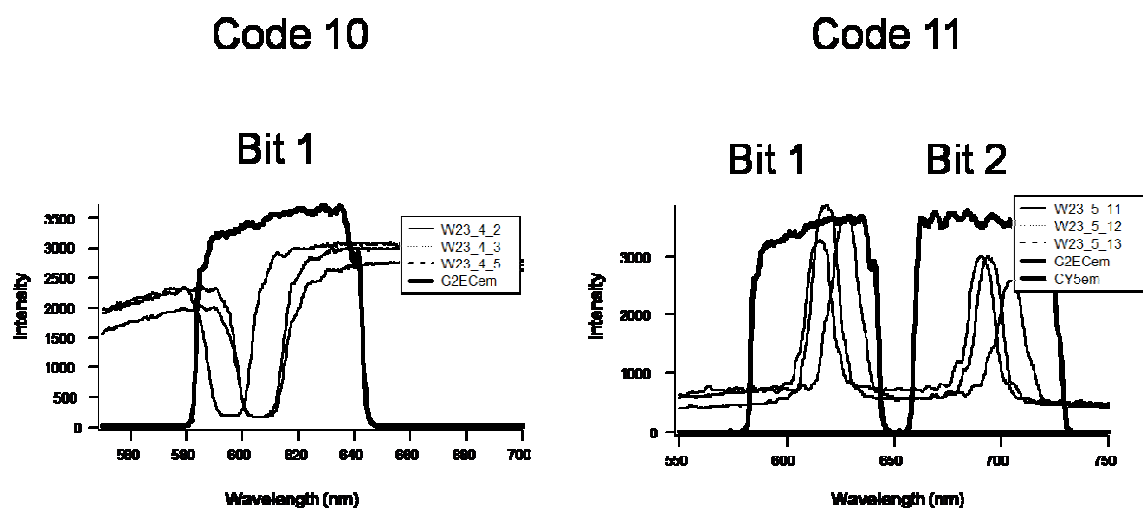 Code 10
Code 11
Bit 1
Bit 1
Bit 2
3500
3000
2500
2000
1500
1000
500
0
Intensity
W23_4_2
W23_4_3
W23_4_5
C2ECem
580
600
620
640
660
700
Wavelength (nm)
3000
2000
1000
0
Intensity
W23_5_11
W23_5_12
W23_5_13
C2ECem
CY5em
550
600
650
700
750
Wavelength (nm)